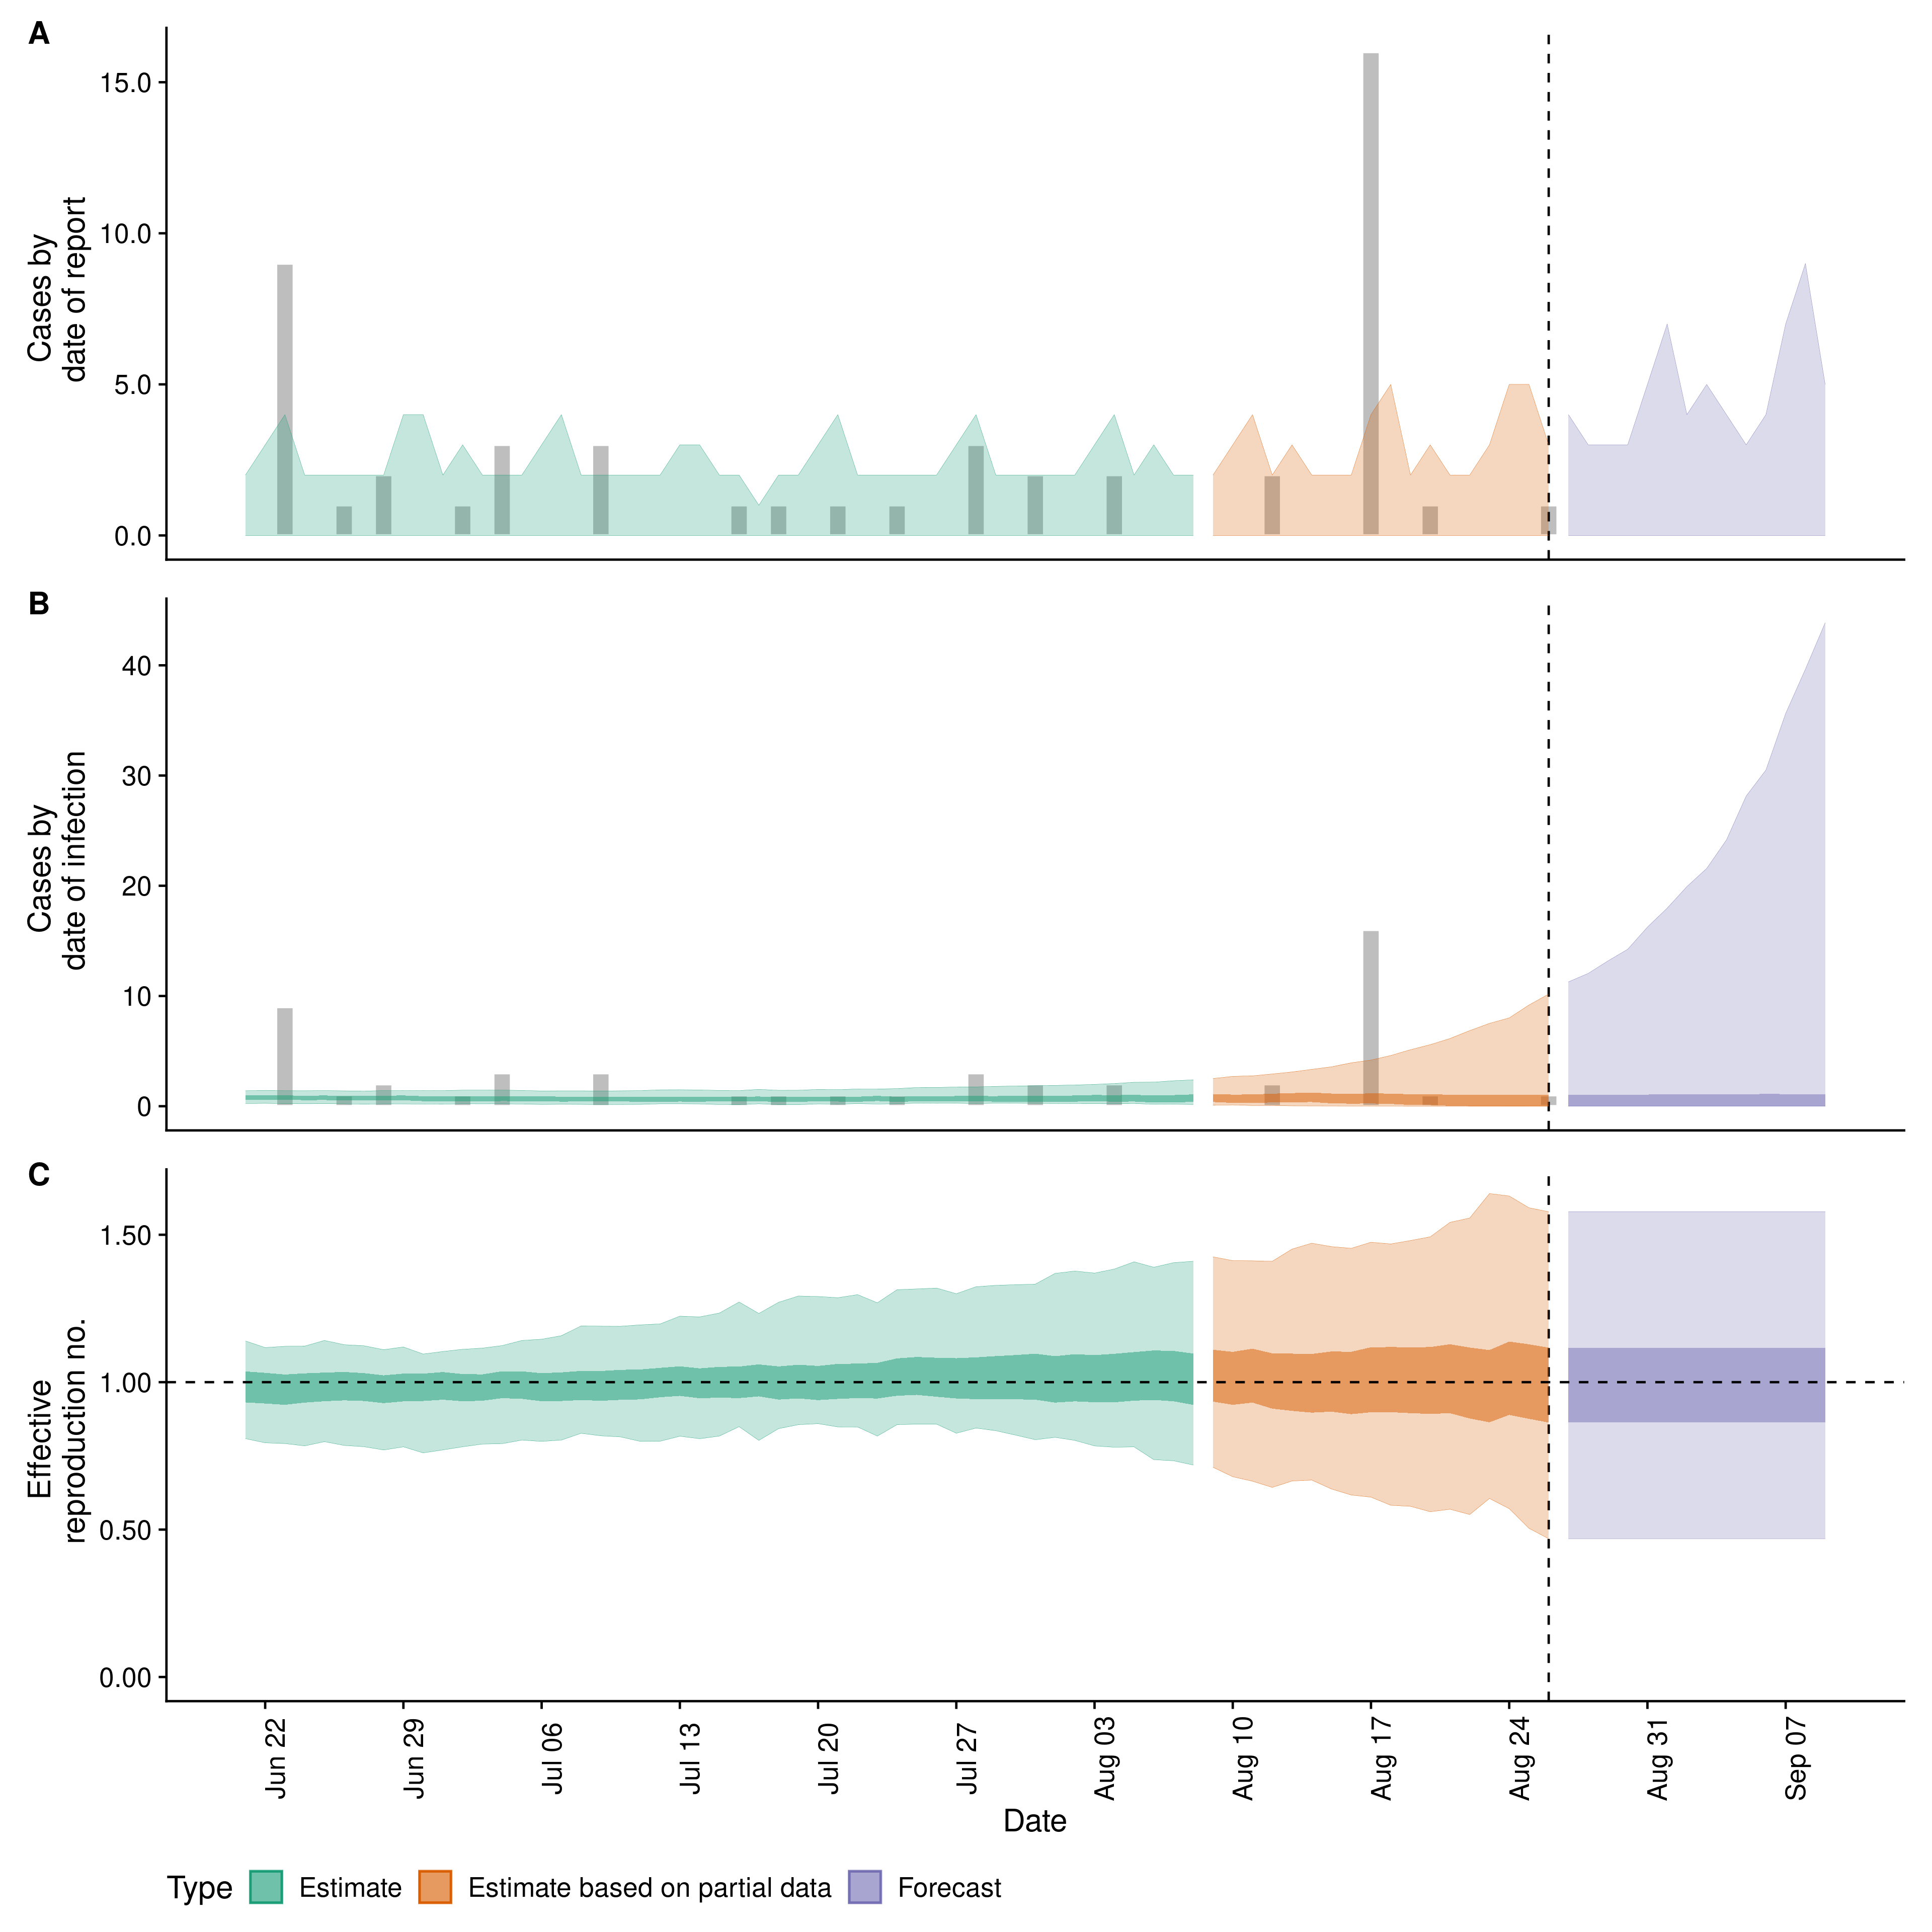 A
Cases by
date of report
15.0
10.0
5.0
0.0
B
Cases by
date of infection
40
30
20
10
0
C
Effective
reproduction no.
1.50
1.00
0.50
0.00
Jun 22
Jun 29
Jul 06
Jul 13
Jul 20
Jul 27
Aug 03
Aug 10
Aug 17
Aug 24
Aug 31
Sep 07
Date
Type Estimate Estimate based on partial data Forecast